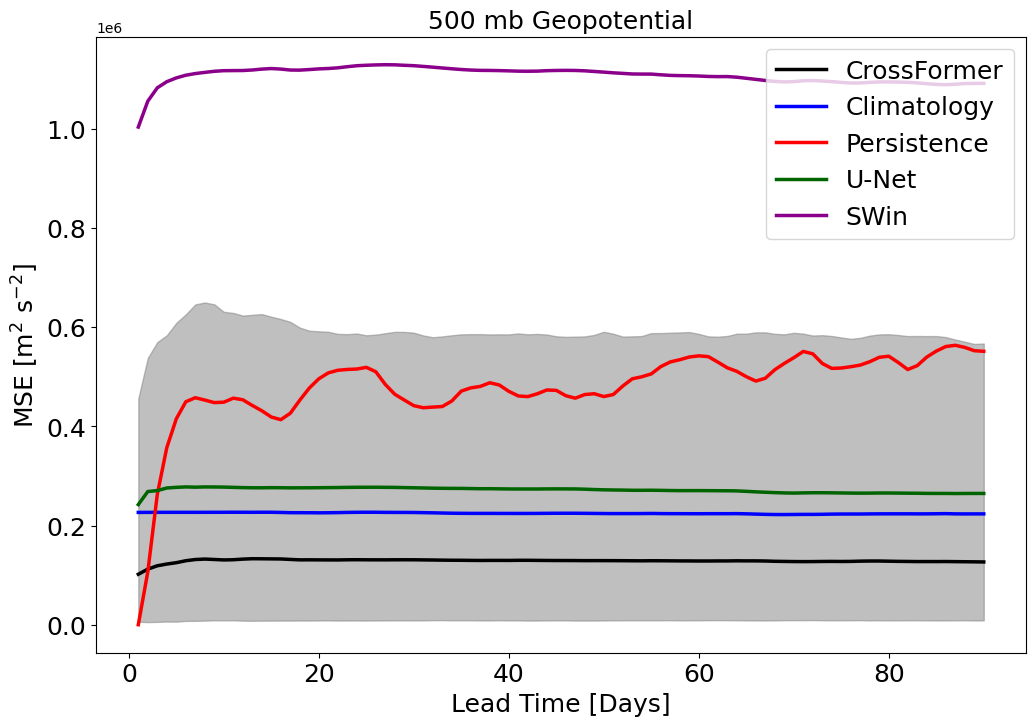 500 mb Geopotential
1e6
CrossFormer
Climatology
Persistence
U-Net
SWin
MSE [m² s⁻²]
1.0
0.8
0.6
0.4
0.2
0.0
0 20 40 60 80
Lead Time [Days]